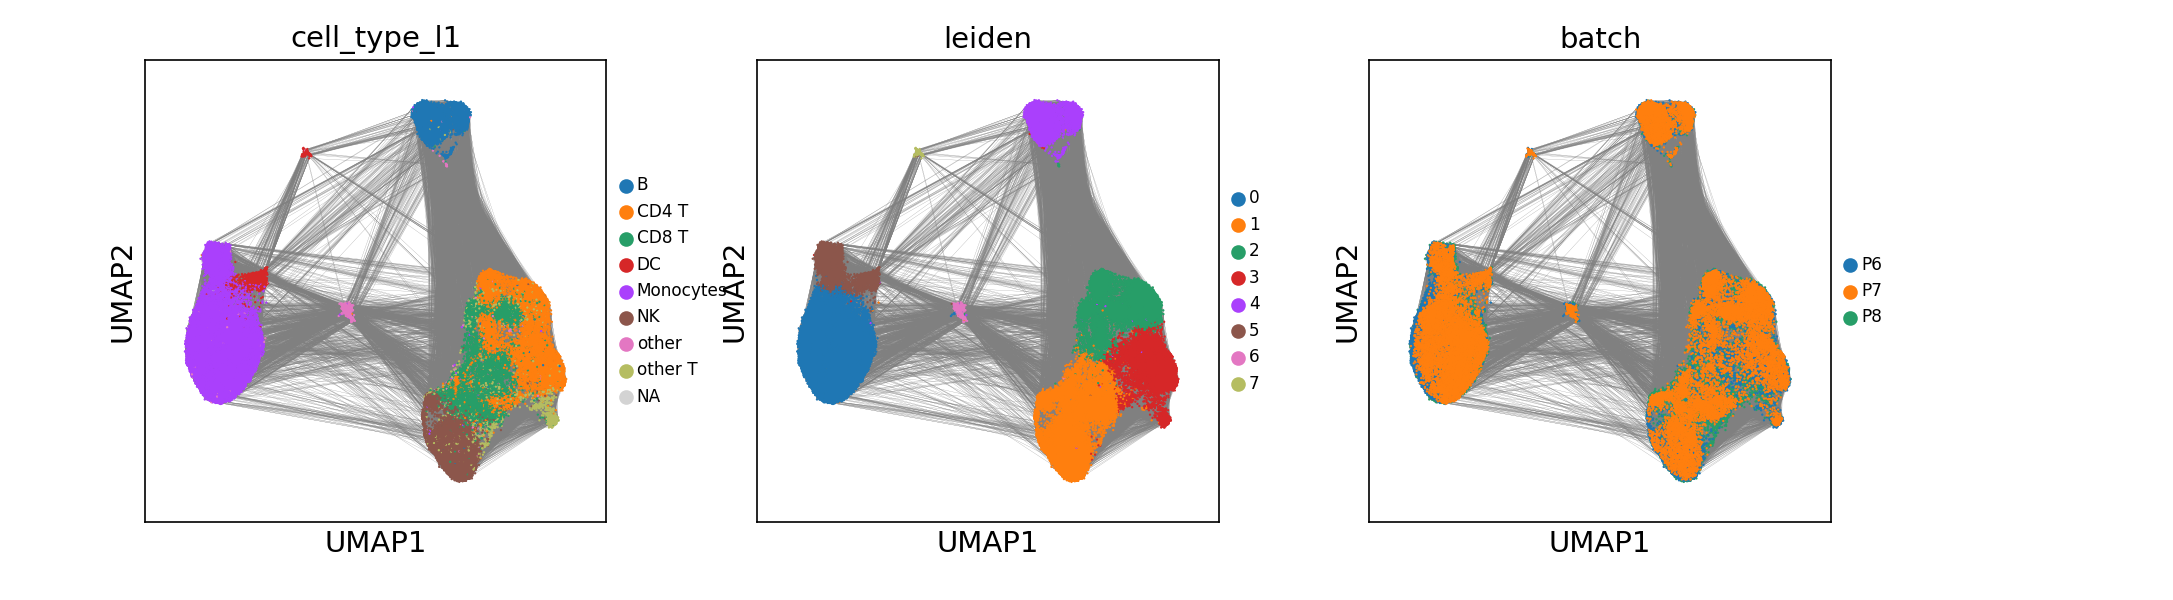 cell_type_l1
UMAP2
UMAP1
B
CD4 T
CD8 T
DC
Monocytes
NK
other
other T
NA
leiden
UMAP2
UMAP1
0
1
2
3
4
5
6
7
batch
UMAP2
UMAP1
P6
P7
P8